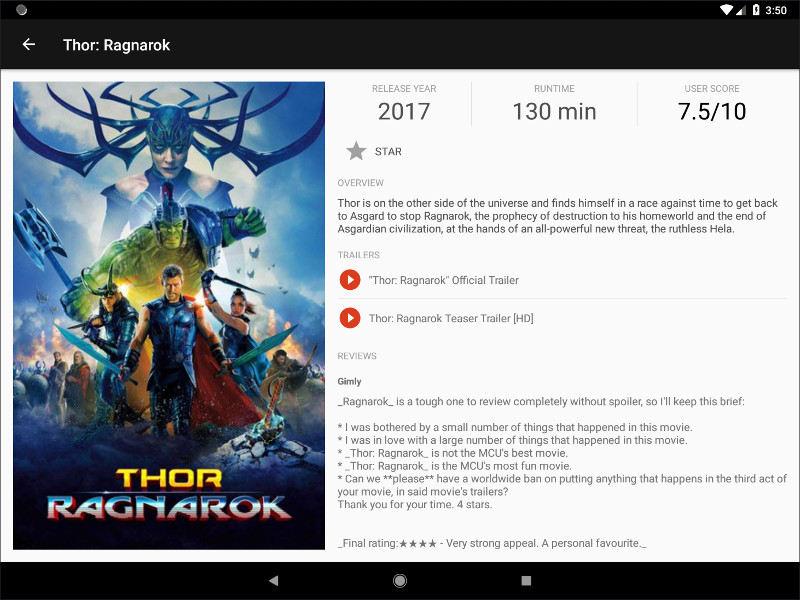 3:50
Thor: Ragnarok
RELEASE YEAR
2017
RUNTIME
130 min
USER SCORE
7.5/10
STAR
OVERVIEW
Thor is on the other side of the universe and finds himself in a race against time to get back
to Asgard to stop Ragnarok, the prophecy of destruction to his homeworld and the end of
Asgardian civilization, at the hands of an all-powerful new threat, the ruthless Hela.
TRAILERS
"Thor: Ragnarok" Official Trailer
Thor: Ragnarok Teaser Trailer [HD]
REVIEWS
Gimly
_Ragnarok_ is a tough one to review completely without spoiler, so I'll keep this brief:
* I was bothered by a small number of things that happened in this movie.
* I was in love with a large number of things that happened in this movie.
* _Thor: Ragnarok_ is not the MCU's best movie.
* _Thor: Ragnarok_ is the MCU's most fun movie.
* Can we **please** have a worldwide ban on putting anything that happens in the third act of
your movie, in said movie's trailers?
Thank you for your time. 4 stars.
_Final rating:★★★★ - Very strong appeal. A personal favourite._
THOR
RAGNAROK